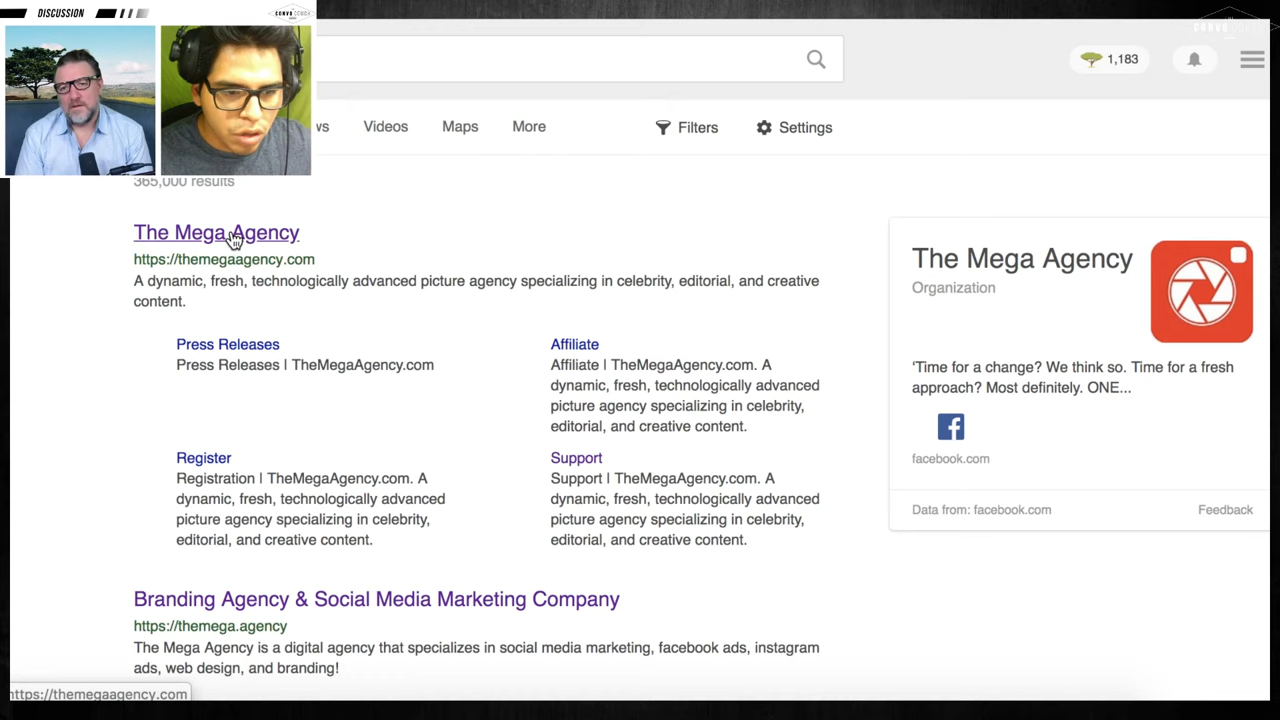 DISCUSSION
CONVO COACH
1,183
Videos
Maps
More
Filters
Settings
365,000 results
The Mega Agency
https://themegaagency.com
A dynamic, fresh, technologically advanced picture agency specializing in celebrity, editorial, and creative
content.
Press Releases
Press Releases | TheMegaAgency.com
Affiliate
Affiliate | TheMegaAgency.com. A
dynamic, fresh, technologically advanced
picture agency specializing in celebrity,
editorial, and creative content.
Register
Registration | TheMegaAgency.com. A
dynamic, fresh, technologically advanced
picture agency specializing in celebrity,
editorial, and creative content.
Support
Support | TheMegaAgency.com. A
dynamic, fresh, technologically advanced
picture agency specializing in celebrity,
editorial, and creative content.
Branding Agency & Social Media Marketing Company
https://themega.agency
The Mega Agency is a digital agency that specializes in social media marketing, facebook ads, instagram
ads, web design, and branding!
https://themegaagency.com
The Mega Agency
Organization
'Time for a change? We think so. Time for a fresh
approach? Most definitely. ONE...
facebook.com
Data from: facebook.com
Feedback